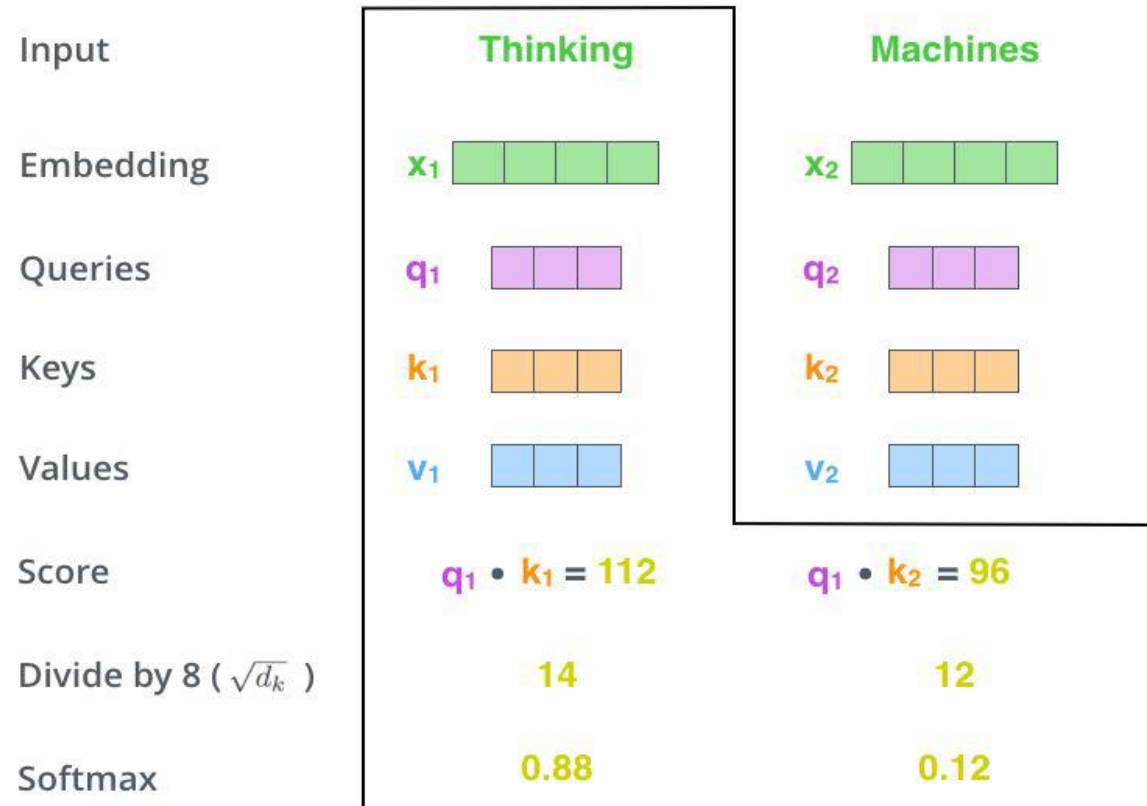 Input Thinking Machines
Embedding x₁ x₂
Queries q₁ q₂
Keys k₁ k₂
Values v₁ v₂
Score q₁ • k₁ = 112 q₁ • k₂ = 96
Divide by 8 ( √dₖ ) 14 12
Softmax 0.88 0.12